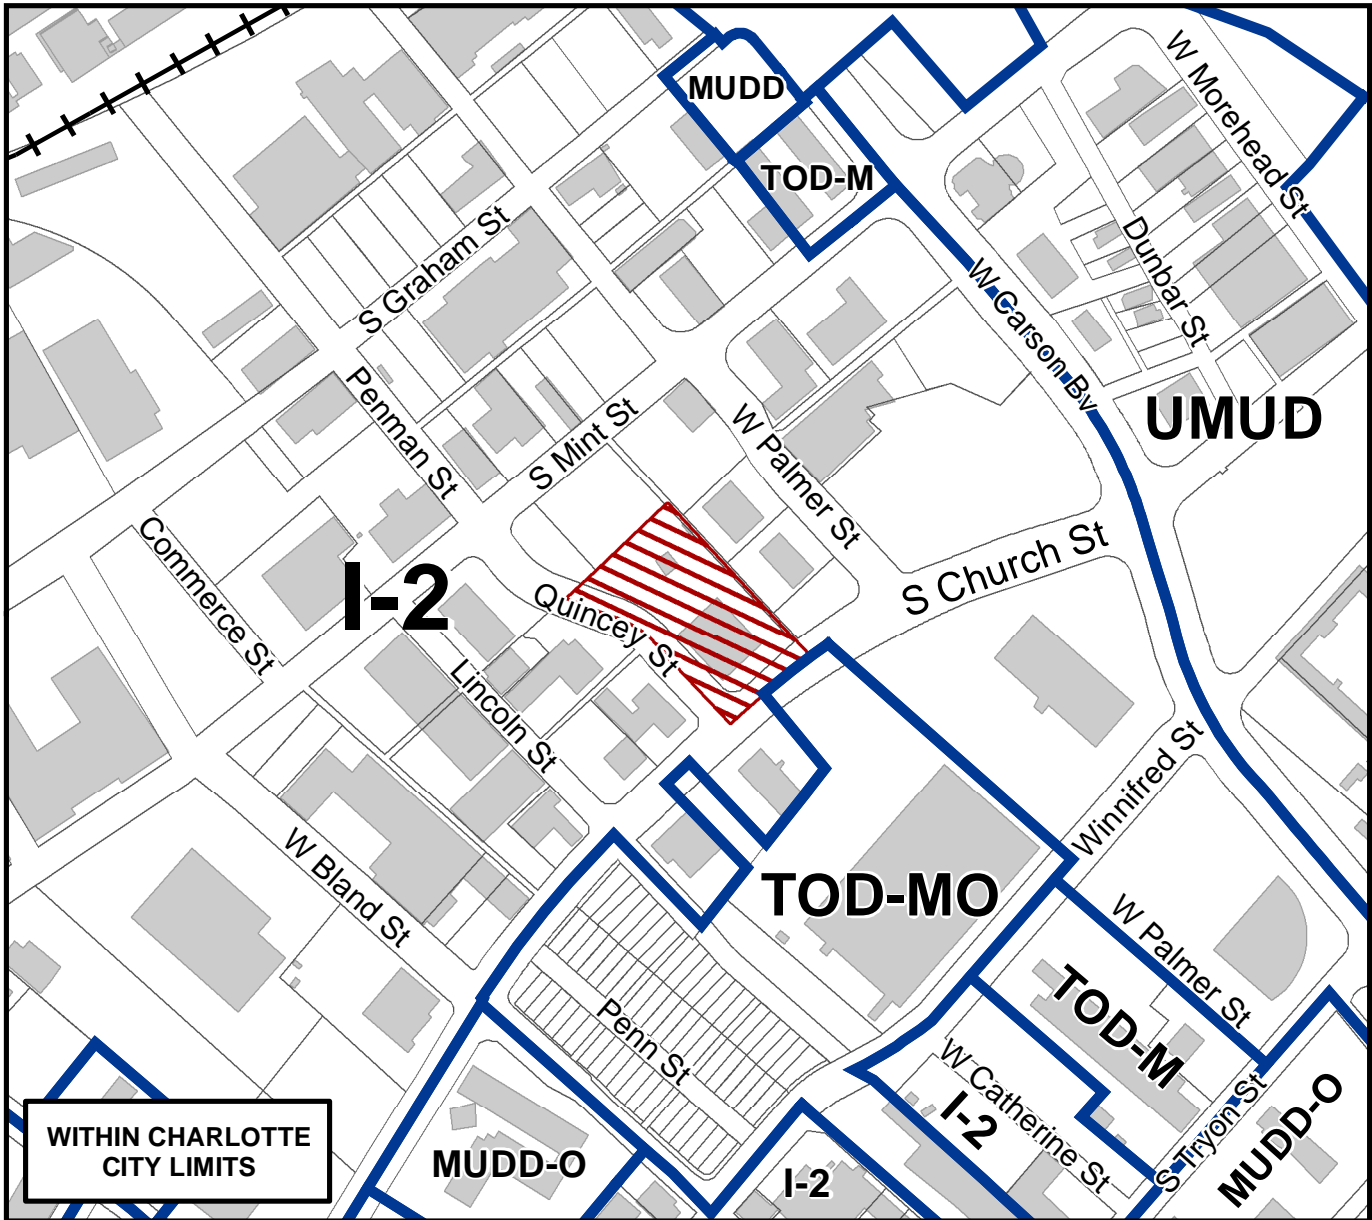 MUDD
W Morehead St
TOD-M
S Graham St
Dunbar St
W Carson Bv
Penman St
UMUD
S Mint St
W Palmer St
Commerce St
I-2
S Church St
Quincey St
Lincoln St
Winnifred St
W Bland St
TOD-MO
W Palmer St
TOD-M
Penn St
W Catherine St
I-2
S Tryon St
MUDD-O
WITHIN CHARLOTTE
CITY LIMITS
MUDD-O
I-2